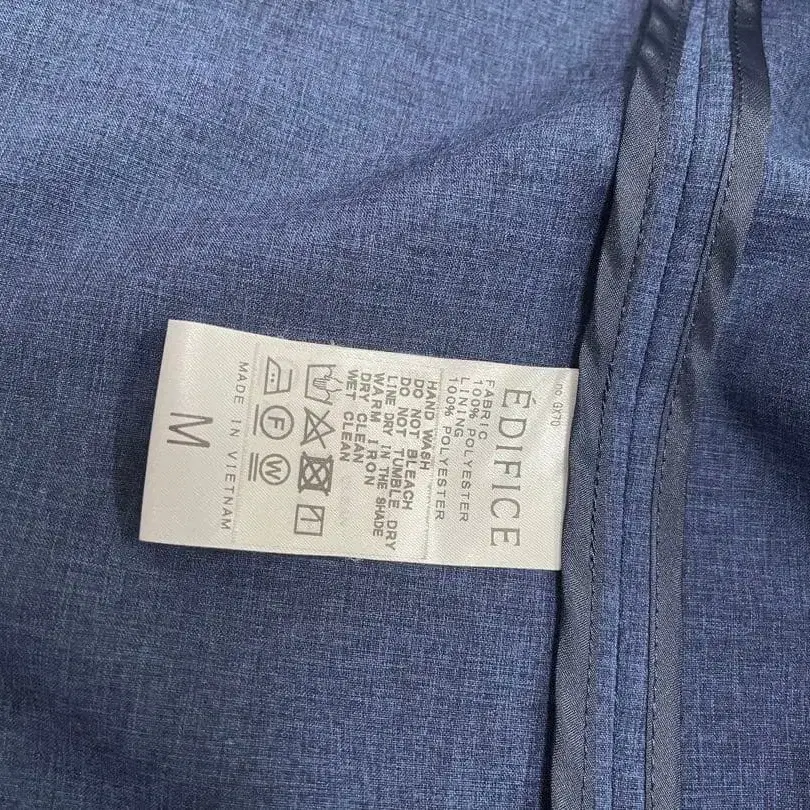 ÉDIFICE
FABRIC
100% POLYESTER
LINING
100% POLYESTER
HAND WASH
DO NOT BLEACH
DO NOT TUMBLE DRY
LINE DRY IN THE SHADE
WARM IRON
DRY CLEAN
WET CLEAN
F
W
MADE IN VIETNAM
M